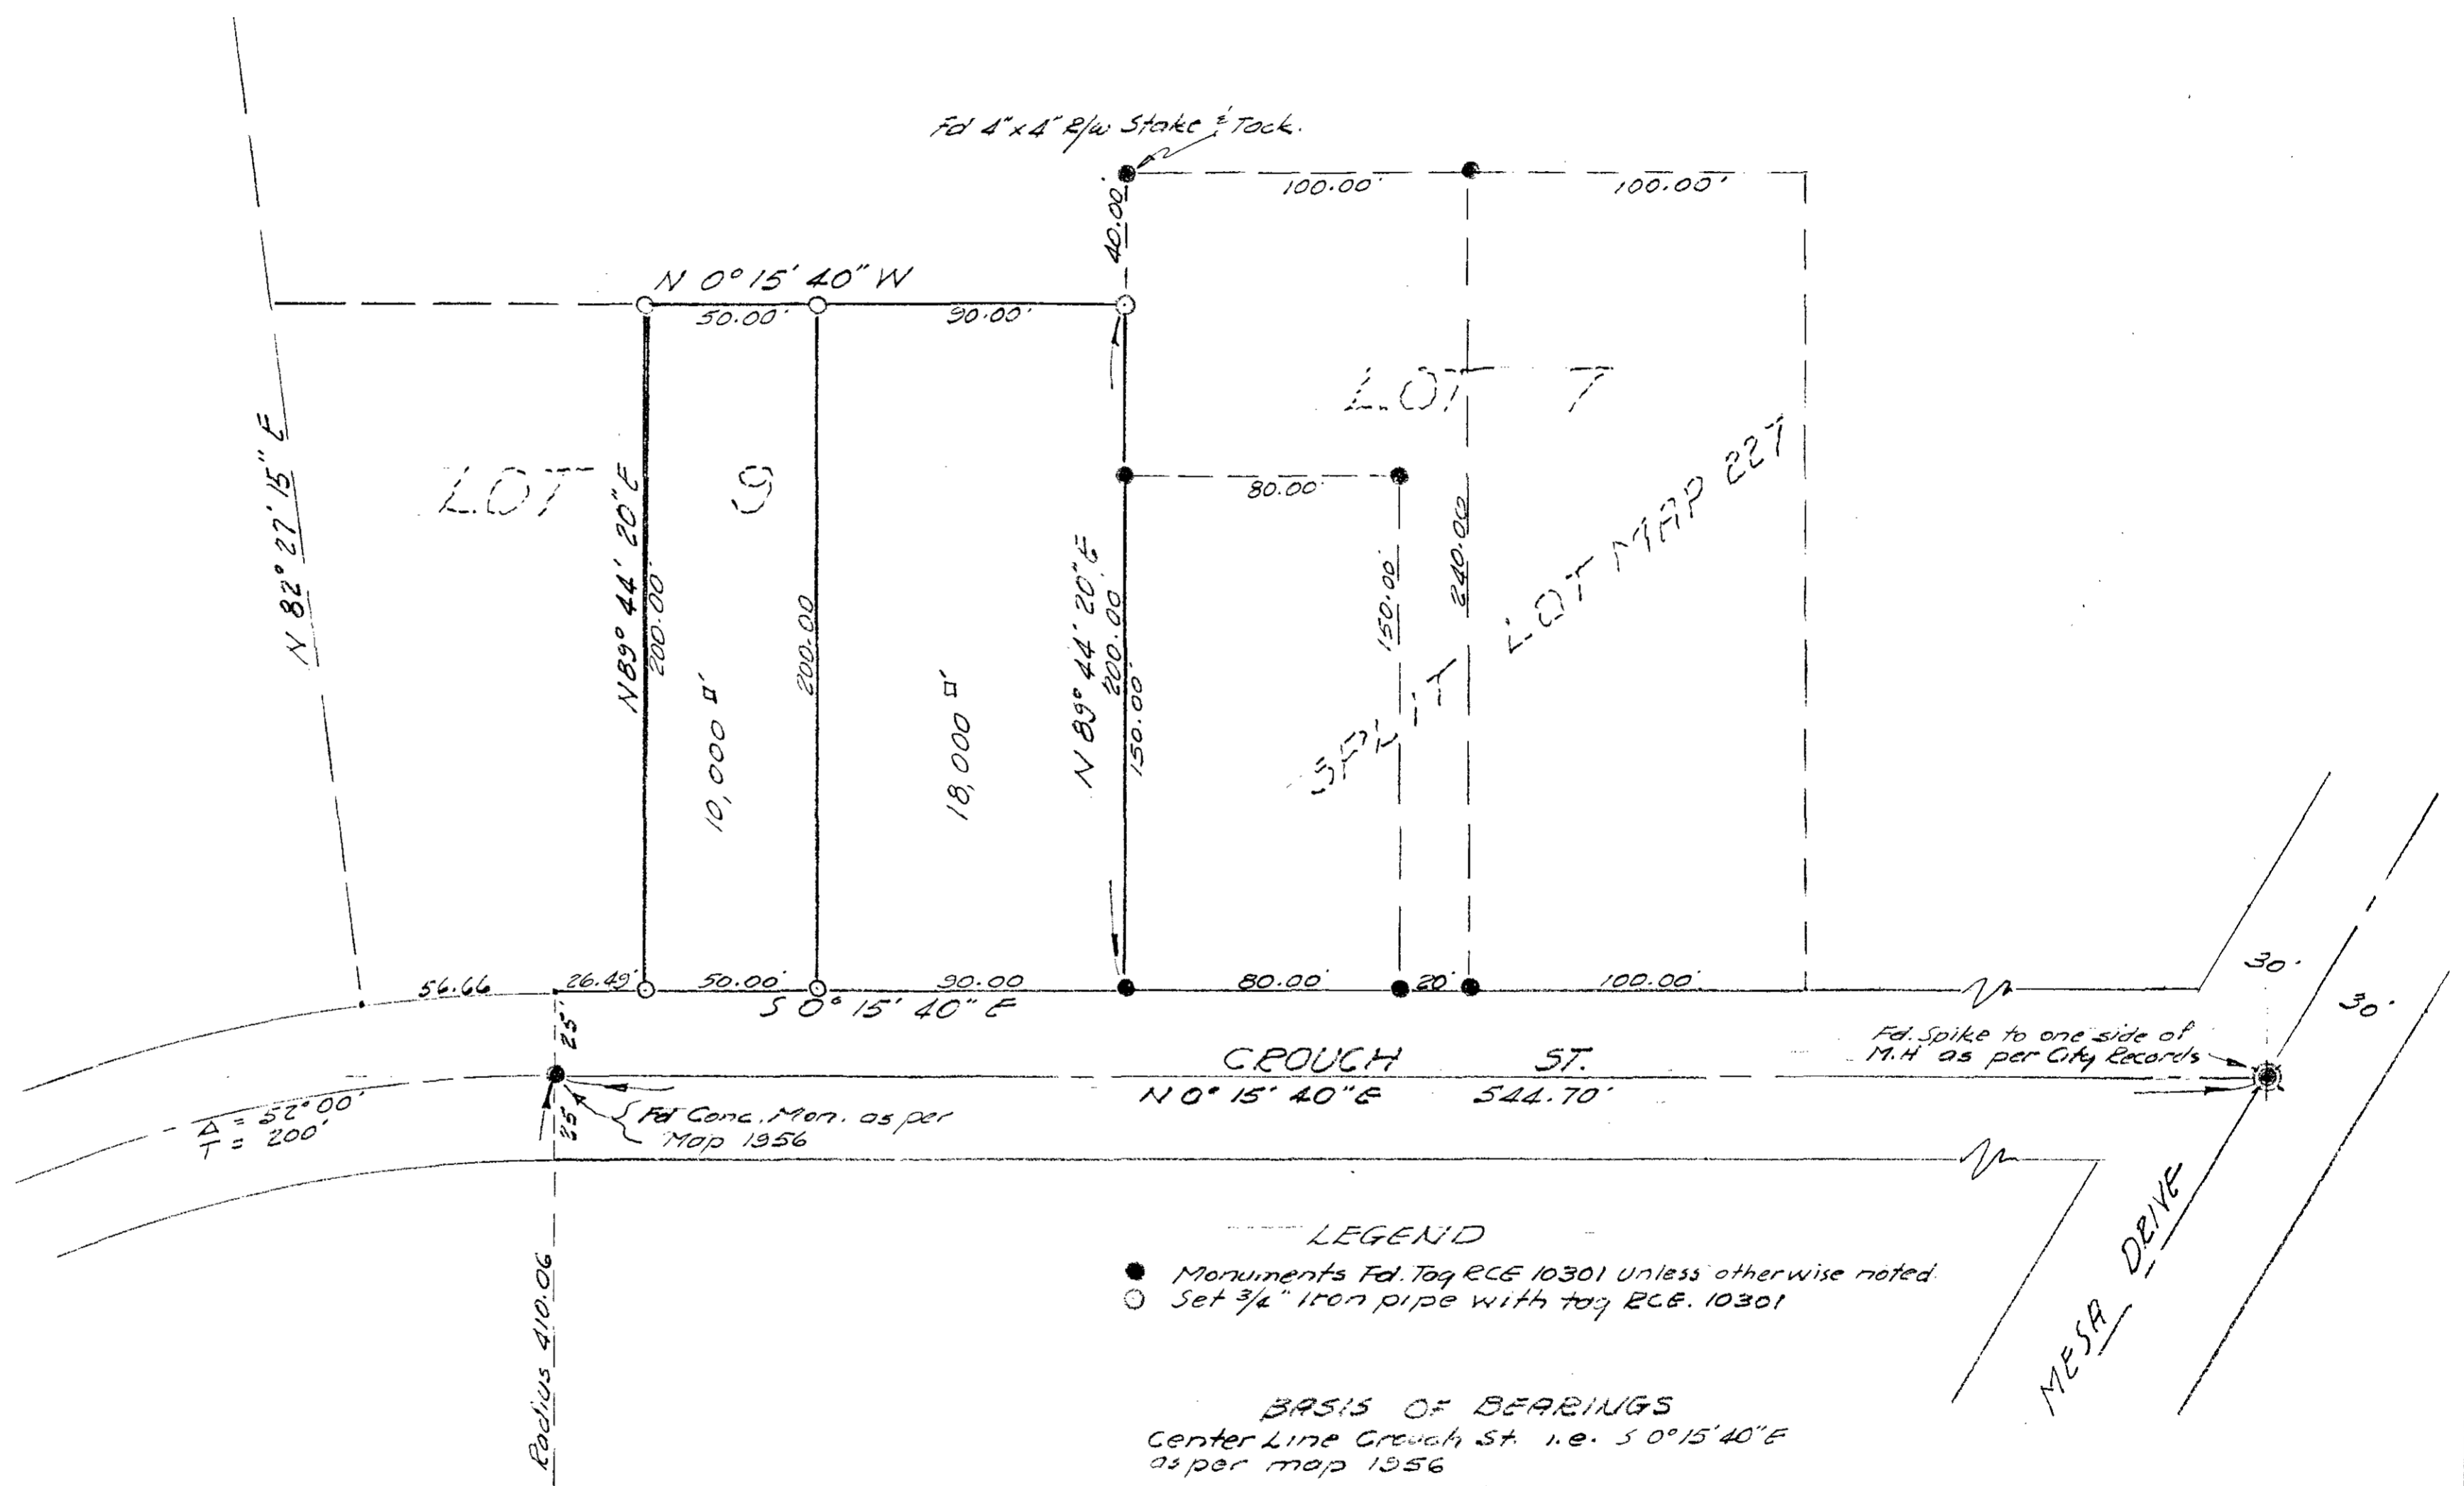 Fd 4"x4" R/W Stake & Tack.
100.00'
100.00'
40.00'
N 0° 15' 40" W
50.00'
90.00'
LOT 7
N 82° 27' 15" E
LOT 9
N 89° 44' 20" E
200.00'
200.00
N 89° 44' 20" E
200.00
150.00'
80.00'
150.00'
240.00
SPLIT LOT MAP 227
10,000 □'
18,000 □'
56.66
26.49'
50.00'
90.00
80.00'
20'
100.00'
S 0° 15' 40" E
30'
30'
25'
25'
CROUCH ST.
N 0° 15' 40" E 544.70'
Fd. Spike to one side of
M.H as per City Records
Δ = 52° 00'
T = 200'
Fd Conc. Mon. as per
Map 1956
Radius 410.06
MESA DRIVE
LEGEND
● Monuments Fd. Tag RCE 10301 unless otherwise noted.
○ Set 3/4" Iron pipe with tag RCE. 10301
BASIS OF BEARINGS
Center Line Crouch St. i.e. S 0° 15' 40" E
as per map 1956